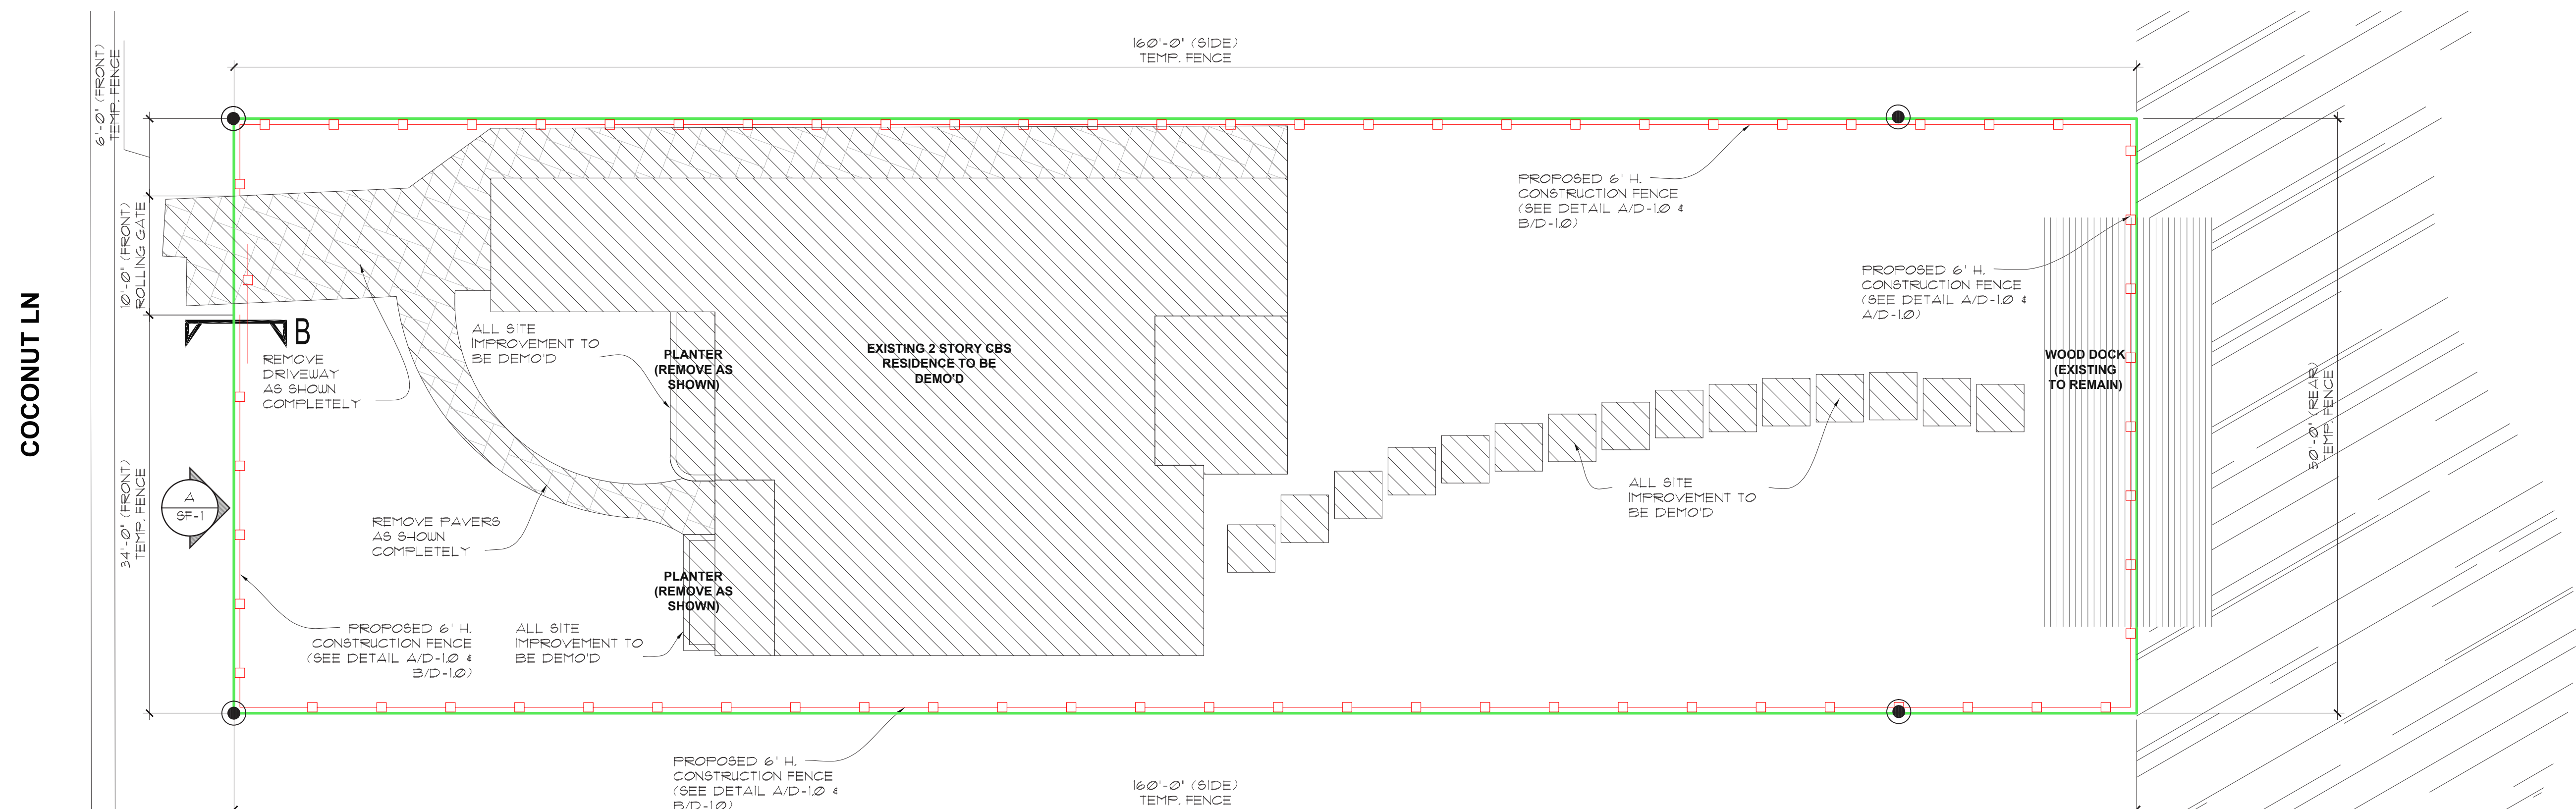 160'-0" (SIDE)
TEMP. FENCE
6'-0" (FRONT)
TEMP. FENCE
10'-0" (FRONT)
ROLLING GATE
34'-0" (FRONT)
TEMP. FENCE
COCONUT LN
B
REMOVE
DRIVEWAY
AS SHOWN
COMPLETELY
A
SF-1
ALL SITE
IMPROVEMENT TO
BE DEMO'D
PLANTER
(REMOVE AS
SHOWN)
EXISTING 2 STORY CBS
RESIDENCE TO BE
DEMO'D
REMOVE PAVERS
AS SHOWN
COMPLETELY
PLANTER
(REMOVE AS
SHOWN)
PROPOSED 6' H.
CONSTRUCTION FENCE
(SEE DETAIL A/D-1.0 &
B/D-1.0)
ALL SITE
IMPROVEMENT TO
BE DEMO'D
PROPOSED 6' H.
CONSTRUCTION FENCE
(SEE DETAIL A/D-1.0 &
B/D-1.0)
PROPOSED 6' H.
CONSTRUCTION FENCE
(SEE DETAIL A/D-1.0 &
A/D-1.0)
WOOD DOCK
(EXISTING
TO REMAIN)
50'-0" (REAR)
TEMP. FENCE
ALL SITE
IMPROVEMENT TO
BE DEMO'D
PROPOSED 6' H.
CONSTRUCTION FENCE
(SEE DETAIL A/D-1.0 &
B/D-1.0)
160'-0" (SIDE)
TEMP. FENCE